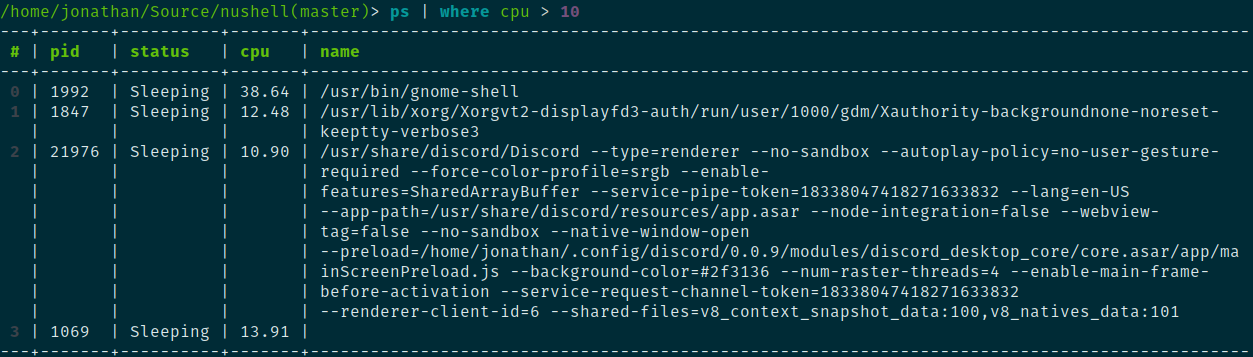 /home/jonathan/Source/nushell(master)> ps | where cpu > 10
---+-------+----------+-------+----------------------------------------------------------------------------------------------
 # | pid   | status   | cpu   | name
---+-------+----------+-------+----------------------------------------------------------------------------------------------
 0 | 1992  | Sleeping | 38.64 | /usr/bin/gnome-shell
 1 | 1847  | Sleeping | 12.48 | /usr/lib/xorg/Xorgvt2-displayfd3-auth/run/user/1000/gdm/Xauthority-backgroundnone-noreset-
   |       |          |       | keeptty-verbose3
 2 | 21976 | Sleeping | 10.90 | /usr/share/discord/Discord --type=renderer --no-sandbox --autoplay-policy=no-user-gesture-
   |       |          |       | required --force-color-profile=srgb --enable-
   |       |          |       | features=SharedArrayBuffer --service-pipe-token=18338047418271633832 --lang=en-US
   |       |          |       | --app-path=/usr/share/discord/resources/app.asar --node-integration=false --webview-
   |       |          |       | tag=false --no-sandbox --native-window-open
   |       |          |       | --preload=/home/jonathan/.config/discord/0.0.9/modules/discord_desktop_core/core.asar/app/ma
   |       |          |       | inScreenPreload.js --background-color=#2f3136 --num-raster-threads=4 --enable-main-frame-
   |       |          |       | before-activation --service-request-channel-token=18338047418271633832
   |       |          |       | --renderer-client-id=6 --shared-files=v8_context_snapshot_data:100,v8_natives_data:101
 3 | 1069  | Sleeping | 13.91 |
---+-------+----------+-------+----------------------------------------------------------------------------------------------